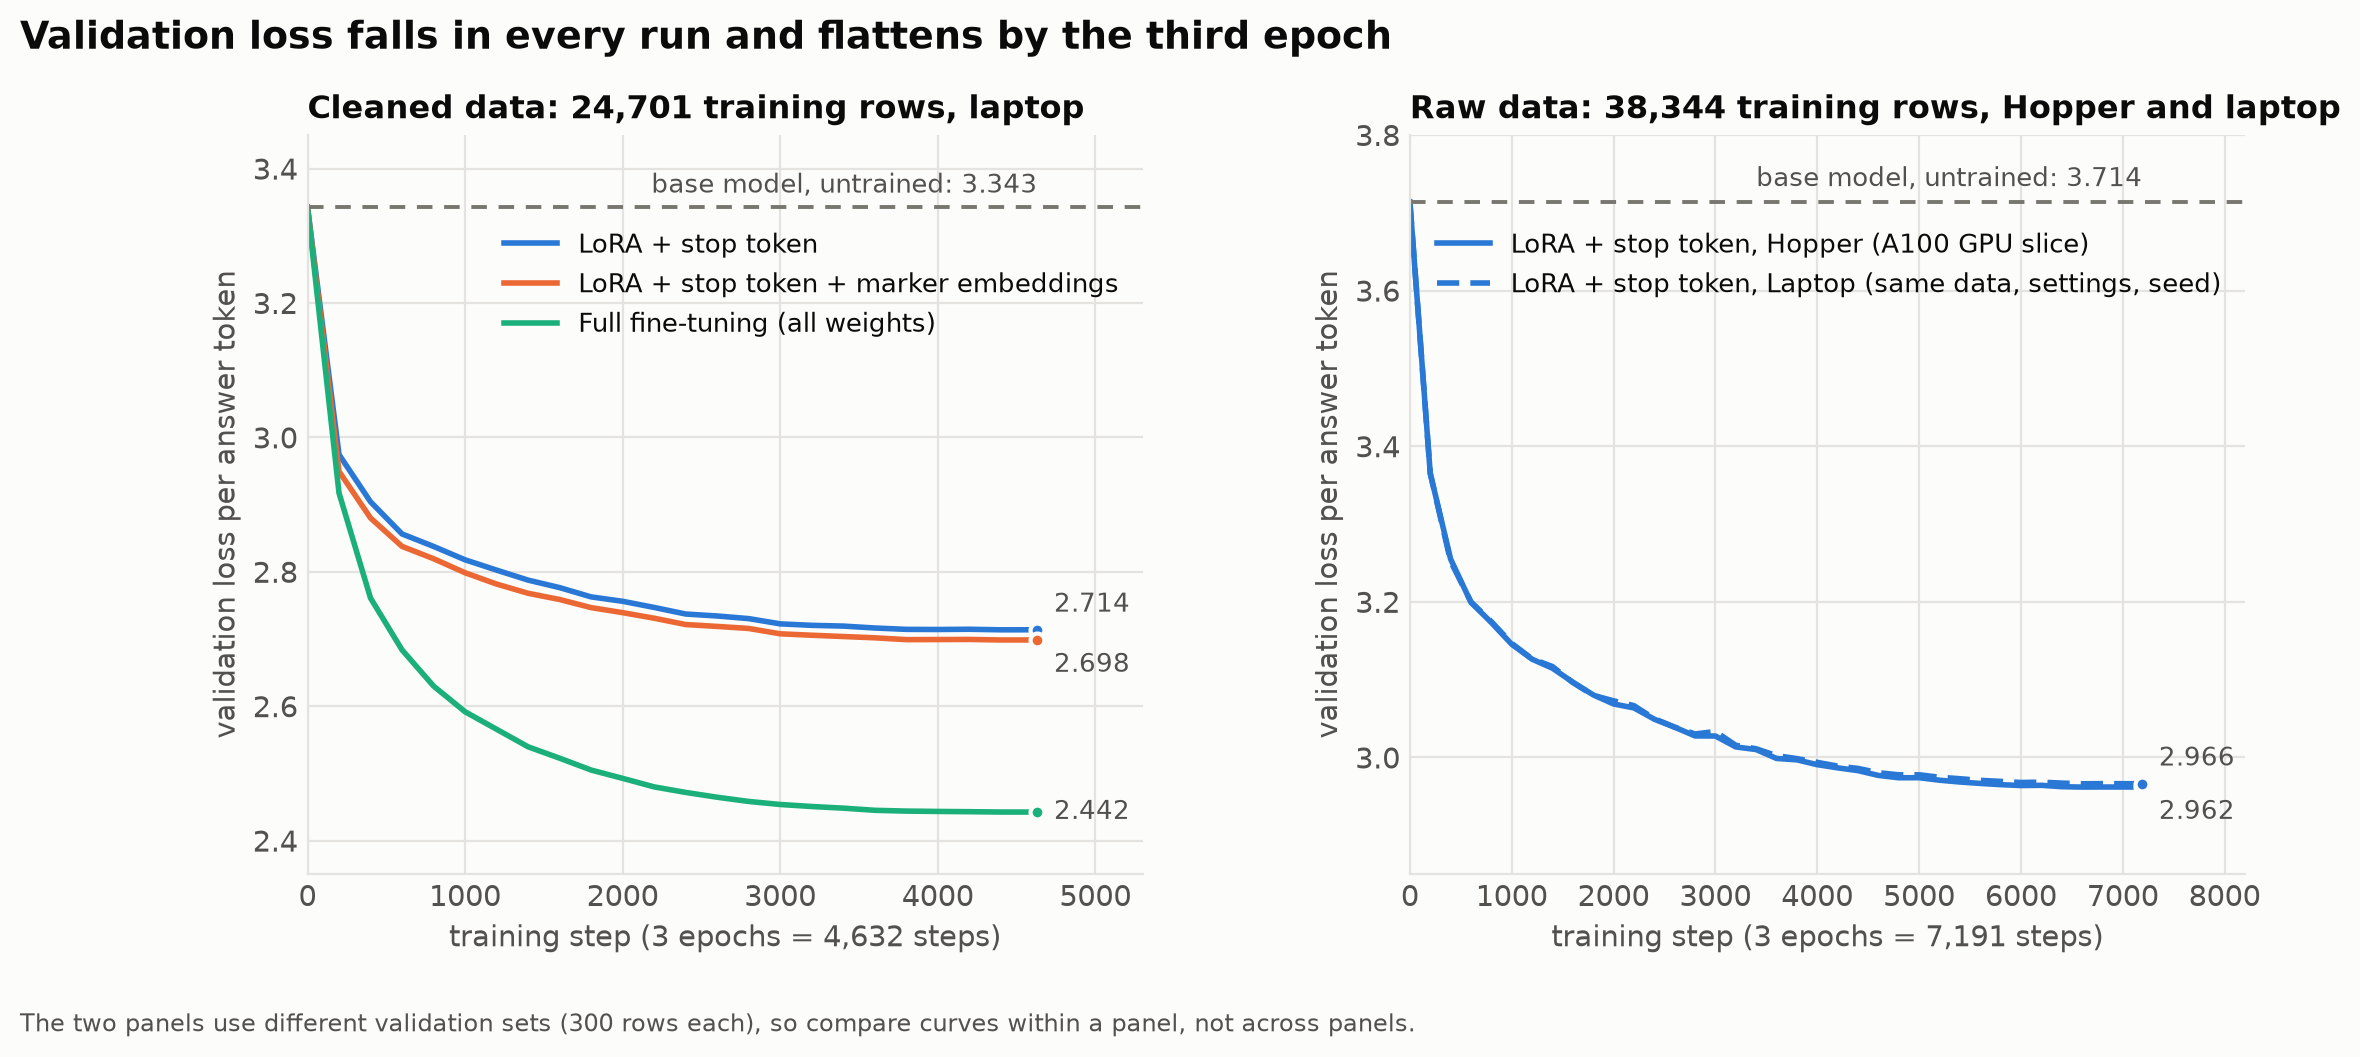 Validation loss falls in every run and flattens by the third epoch
Cleaned data: 24,701 training rows, laptop
validation loss per answer token
3.4
3.2
3.0
2.8
2.6
2.4
base model, untrained: 3.343
LoRA + stop token
LoRA + stop token + marker embeddings
Full fine-tuning (all weights)
2.714
2.698
2.442
0 1000 2000 3000 4000 5000
training step (3 epochs = 4,632 steps)
Raw data: 38,344 training rows, Hopper and laptop
validation loss per answer token
3.8
3.6
3.4
3.2
3.0
base model, untrained: 3.714
LoRA + stop token, Hopper (A100 GPU slice)
LoRA + stop token, Laptop (same data, settings, seed)
2.966
2.962
0 1000 2000 3000 4000 5000 6000 7000 8000
training step (3 epochs = 7,191 steps)
The two panels use different validation sets (300 rows each), so compare curves within a panel, not across panels.